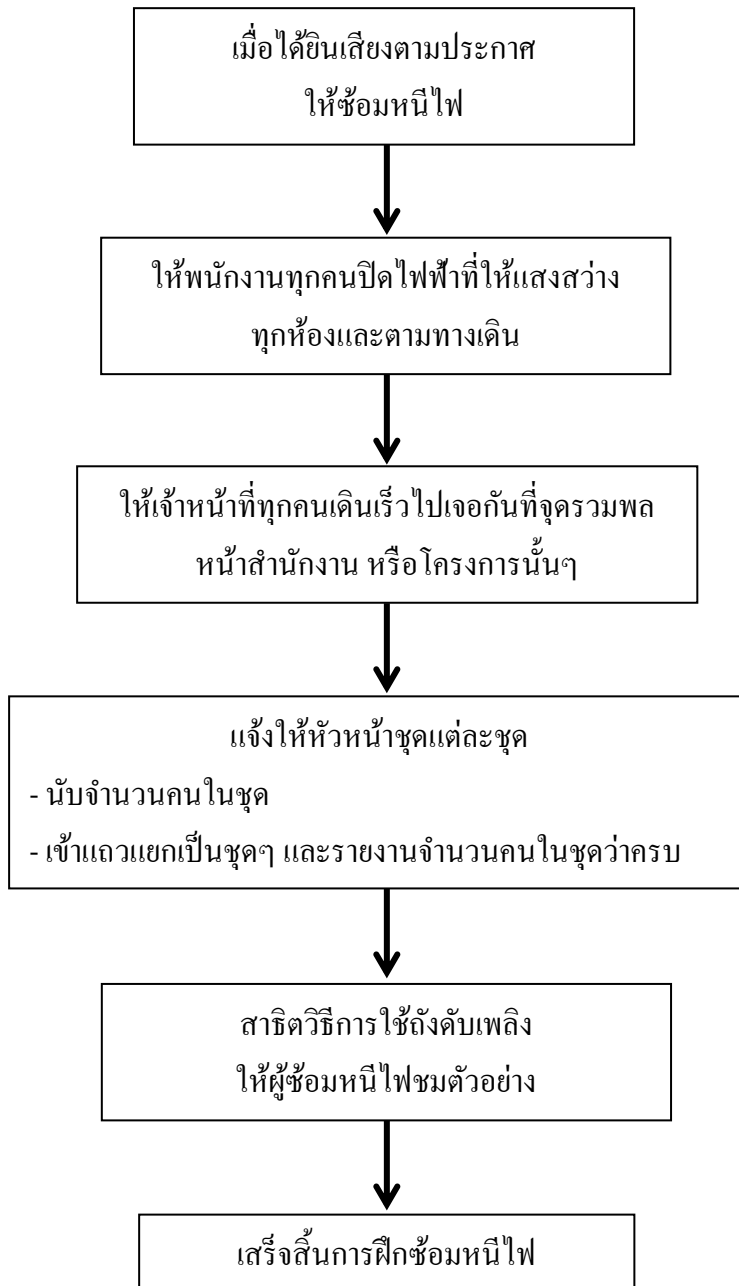 เมื่อได้ยินเสียงตามประกาศ
ให้ซ้อมหนีไฟ
ให้พนักงานทุกคนปิดไฟฟ้าที่ให้แสงสว่าง
ทุกห้องและตามทางเดิน
ให้เจ้าหน้าที่ทุกคนเดินเร็วไปเจอกันที่จุดรวมพล
หน้าสำนักงาน หรือโครงการนั้นๆ
แจ้งให้หัวหน้าชุดแต่ละชุด
- นับจำนวนคนในชุด
- เข้าแถวแยกเป็นชุดๆ และรายงานจำนวนคนในชุดว่าครบ
สาธิตวิธีการใช้ถังดับเพลิง
ให้ผู้ซ้อมหนีไฟชมตัวอย่าง
เสร็จสิ้นการฝึกซ้อมหนีไฟ